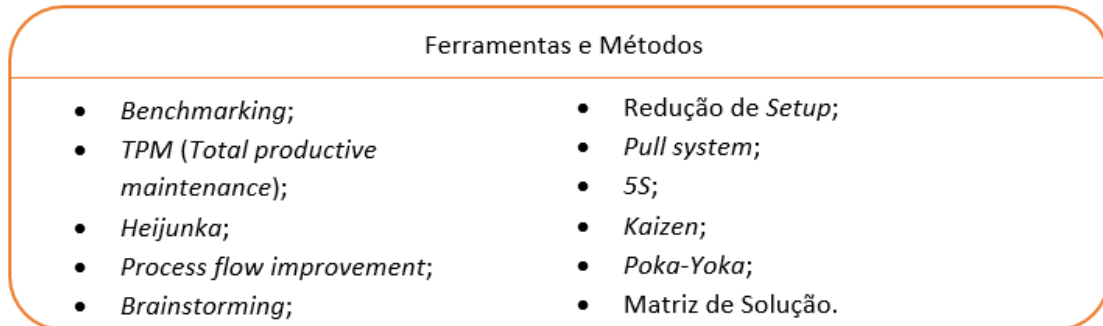 Ferramentas e Métodos
• Benchmarking;
• TPM (Total productive
maintenance);
• Heijunka;
• Process flow improvement;
• Brainstorming;
• Redução de Setup;
• Pull system;
• 5S;
• Kaizen;
• Poka-Yoka;
• Matriz de Solução.